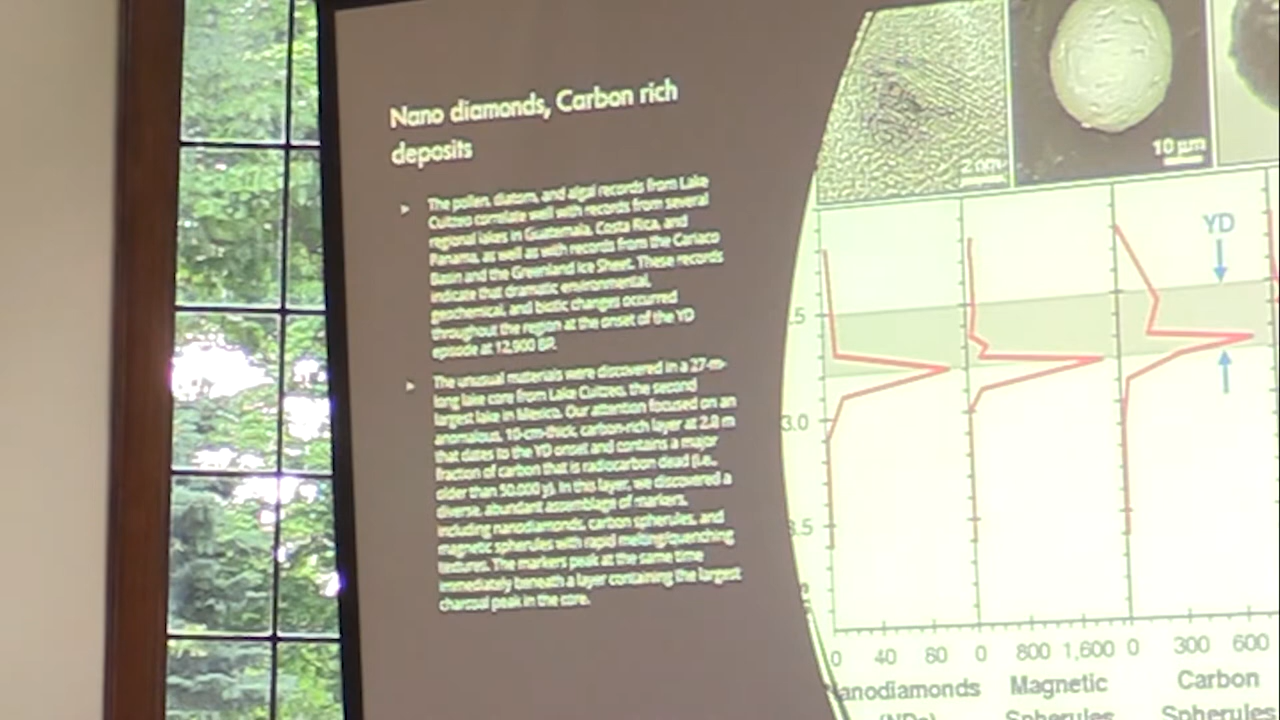 Nano diamonds, Carbon rich
deposits
The pollen, diatom, and algal records from Lake
Cuitzeo correlate well with records from several
regional lakes in Guatemala, Costa Rica, and
Panama, as well as with records from the Cariaco
Basin and the Greenland Ice Sheet. These records
indicate that dramatic environmental,
geochemical, and biotic changes occurred
throughout the region at the onset of the YD
episode at 12,900 BP.
The unusual materials were discovered in a 27-m-
long lake core from Lake Cuitzeo, the second
largest lake in Mexico. Our attention focused on an
anomalous, 10-cm-thick, carbon-rich layer at 2.8 m
that dates to the YD onset and contains a major
fraction of carbon that is radiocarbon dead (i.e.,
older than 50,000 y). In this layer, we discovered a
diverse, abundant assemblage of markers,
including nanodiamonds, carbon spherules, and
magnetic spherules with rapid melting/quenching
textures. The markers peak at the same time
immediately beneath a layer containing the largest
charcoal peak in the core.
2 nm
10 µm
YD
.5
3.0
3.5
0 40 80 0 800 1,600 0 300 600
anodiamonds Magnetic Carbon
(NDs) Spherules Spherules